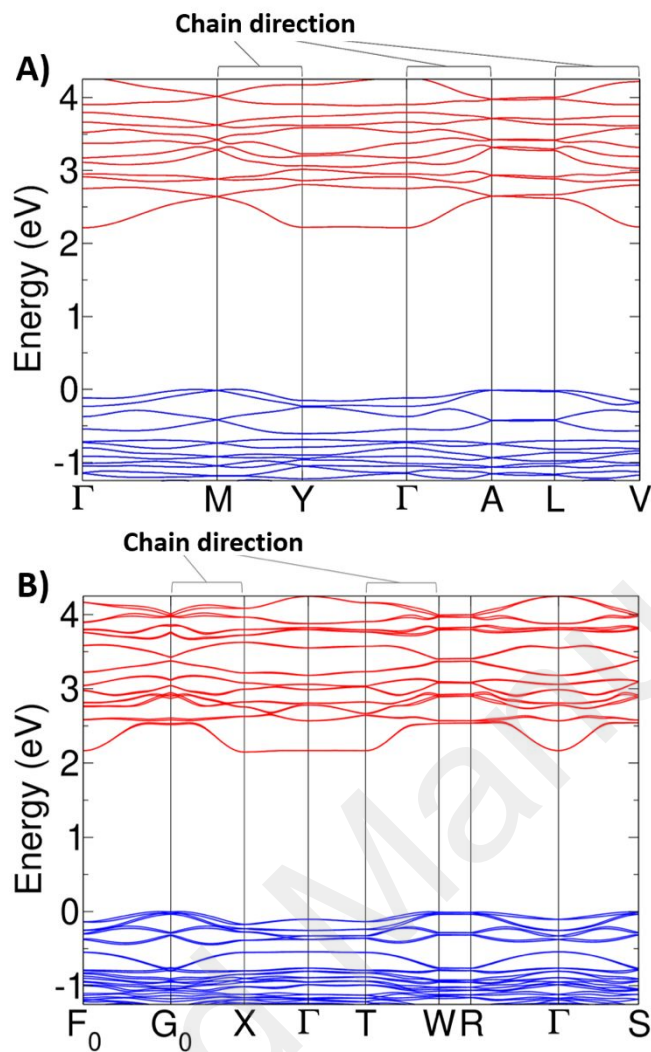 Chain direction
A)
4
3
2
1
0
-1
Energy (eV)
Γ M Y Γ A L V
Chain direction
B)
4
3
2
1
0
-1
Energy (eV)
F0 G0 X Γ T W R Γ S